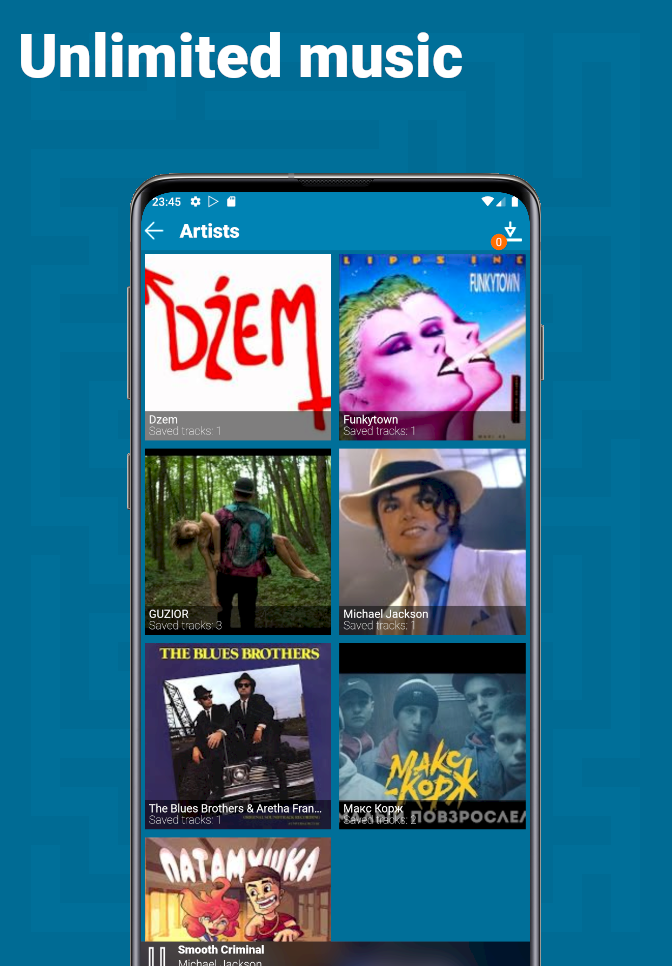 Unlimited music
23:45
Artists
0
DŻEM
LIPPS INC
FUNKYTOWN
Dzem
Saved tracks: 1
Funkytown
Saved tracks: 1
GUZIOR
Saved tracks: 3
Michael Jackson
Saved tracks: 1
THE BLUES BROTHERS
МАКС
КОРЖ
The Blues Brothers & Aretha Fran...
Saved tracks: 1
Макс Корж
Saved tracks: 2
ПОВЗРОСЛЕЛ
ПАТАМУШКА
Smooth Criminal
Michael Jackson